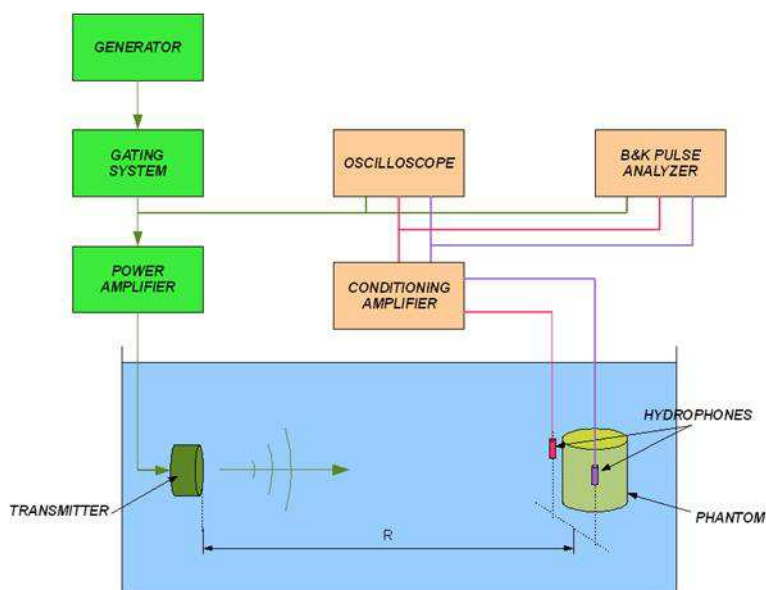 GENERATOR
GATING
SYSTEM
OSCILLOSCOPE
B&K PULSE
ANALYZER
POWER
AMPLIFIER
CONDITIONING
AMPLIFIER
HYDROPHONES
TRANSMITTER
PHANTOM
R